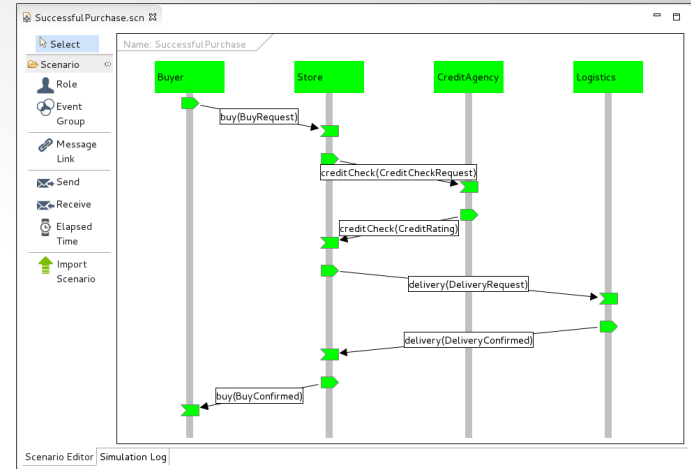 SuccessfulPurchase.scn
Select
Scenario
Role
Event
Group
Message
Link
Send
Receive
Elapsed
Time
Import
Scenario
Name: SuccessfulPurchase
Buyer
Store
CreditAgency
Logistics
buy(BuyRequest)
creditCheck(CreditCheckRequest)
creditCheck(CreditRating)
delivery(DeliveryRequest)
delivery(DeliveryConfirmed)
buy(BuyConfirmed)
Scenario Editor
Simulation Log